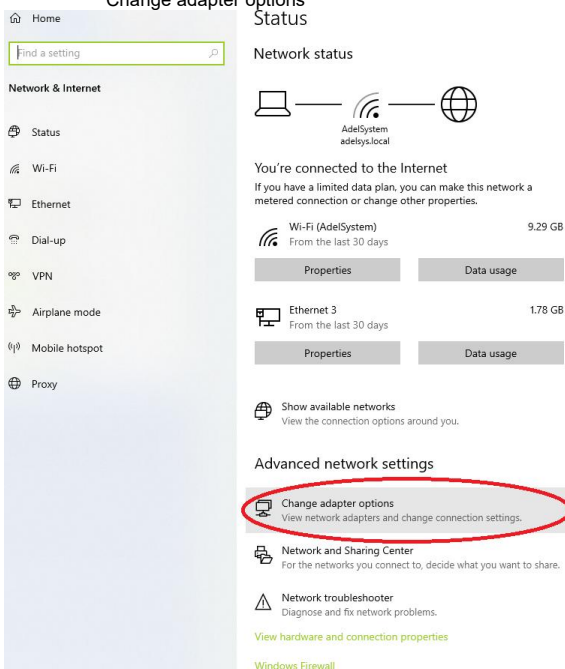 Change adapter options
Home
Find a setting
Network & Internet
Status
Wi-Fi
Ethernet
Dial-up
VPN
Airplane mode
Mobile hotspot
Proxy
Status
Network status
AdelSystem
adelsys.local
You're connected to the Internet
If you have a limited data plan, you can make this network a
metered connection or change other properties.
Wi-Fi (AdelSystem) 9.29 GB
From the last 30 days
Properties Data usage
Ethernet 3 1.78 GB
From the last 30 days
Properties Data usage
Show available networks
View the connection options around you.
Advanced network settings
Change adapter options
View network adapters and change connection settings.
Network and Sharing Center
For the networks you connect to, decide what you want to share.
Network troubleshooter
Diagnose and fix network problems.
View hardware and connection properties
Windows Firewall